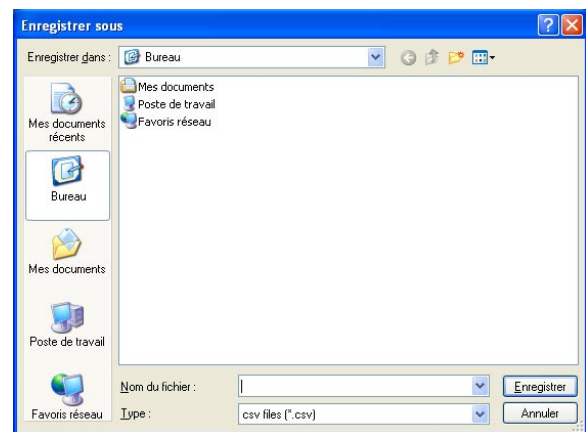 Enregistrer sous
Enregistrer dans :
Bureau
Mes documents récents
Bureau
Mes documents
Poste de travail
Favoris réseau
Mes documents
Poste de travail
Favoris réseau
Nom du fichier :
Enregistrer
Type :
csv files (*.csv)
Annuler